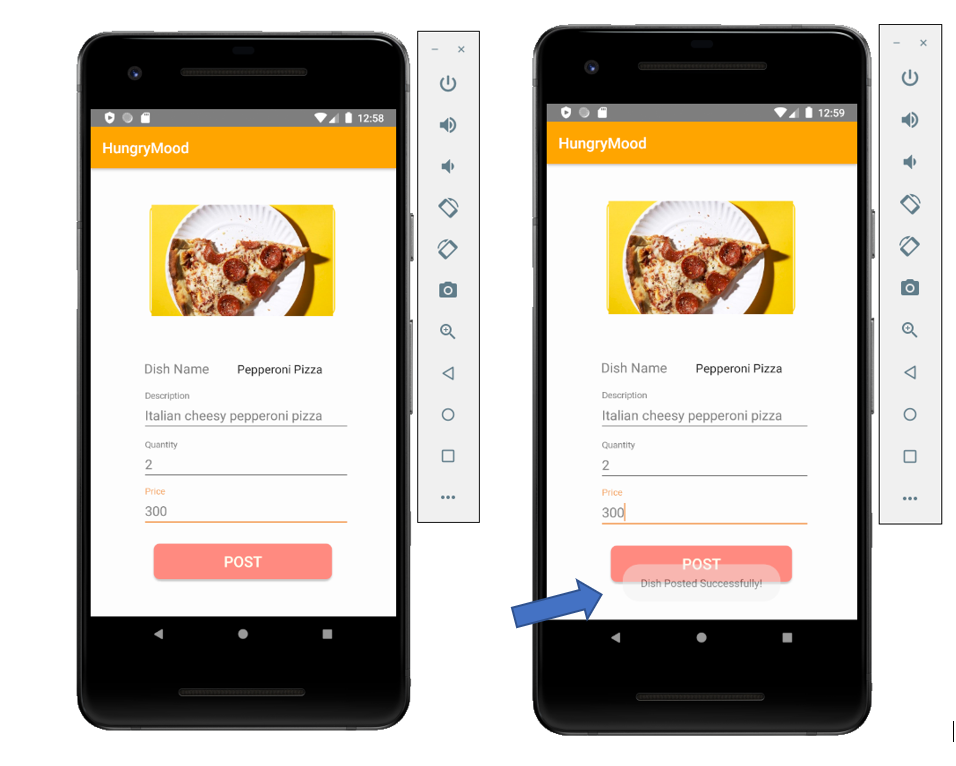 12:58
HungryMood
Dish Name Pepperoni Pizza
Description
Italian cheesy pepperoni pizza
Quantity
2
Price
300
POST
12:59
HungryMood
Dish Name Pepperoni Pizza
Description
Italian cheesy pepperoni pizza
Quantity
2
Price
300
POST
Dish Posted Successfully!